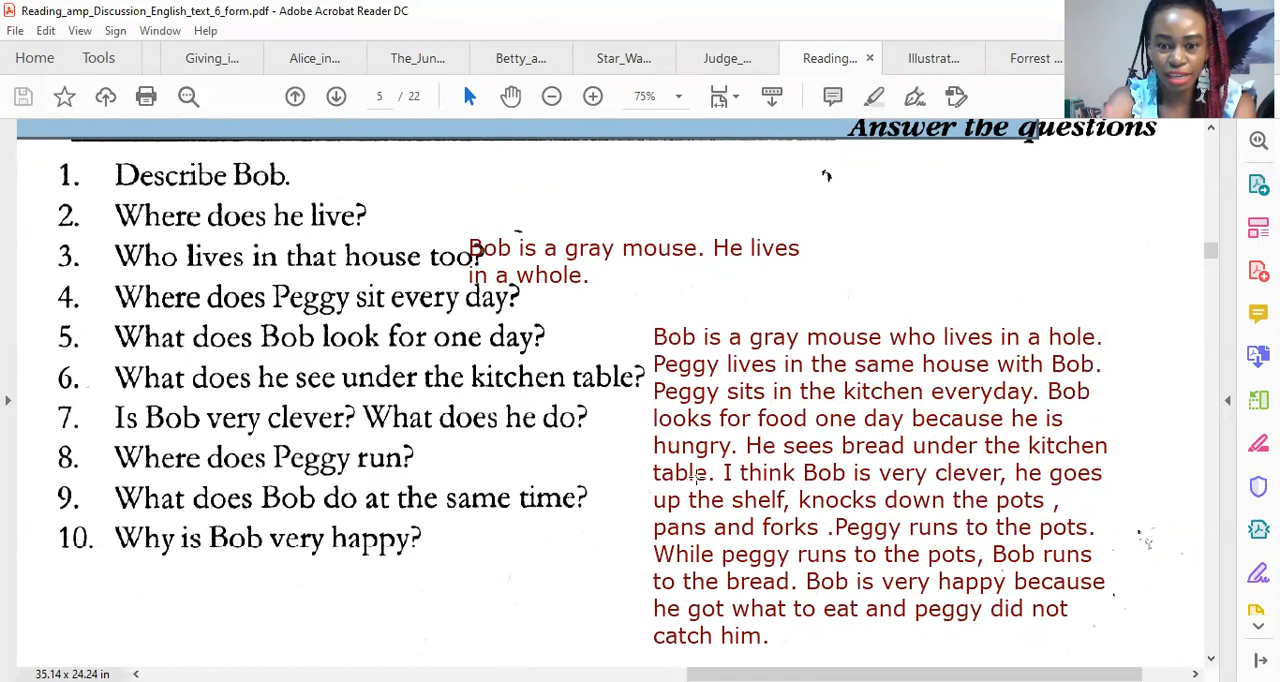 Reading_amp_Discussion_English_text_6_form.pdf - Adobe Acrobat Reader DC
File Edit View Sign Window Help
Home Tools Giving_i... Alice_in... The_Jun... Betty_a... Star_Wa... Judge_... Reading... × Illustrat... Forrest
5 / 22 75%
Answer the questions
1. Describe Bob.
2. Where does he live?
3. Who lives in that house too?
4. Where does Peggy sit every day?
5. What does Bob look for one day?
6. What does he see under the kitchen table?
7. Is Bob very clever? What does he do?
8. Where does Peggy run?
9. What does Bob do at the same time?
10. Why is Bob very happy?
Bob is a gray mouse. He lives
in a whole.
Bob is a gray mouse who lives in a hole.
Peggy lives in the same house with Bob.
Peggy sits in the kitchen everyday. Bob
looks for food one day because he is
hungry. He sees bread under the kitchen
table. I think Bob is very clever, he goes
up the shelf, knocks down the pots ,
pans and forks .Peggy runs to the pots.
While peggy runs to the pots, Bob runs
to the bread. Bob is very happy because
he got what to eat and peggy did not
catch him.
35.14 x 24.24 in